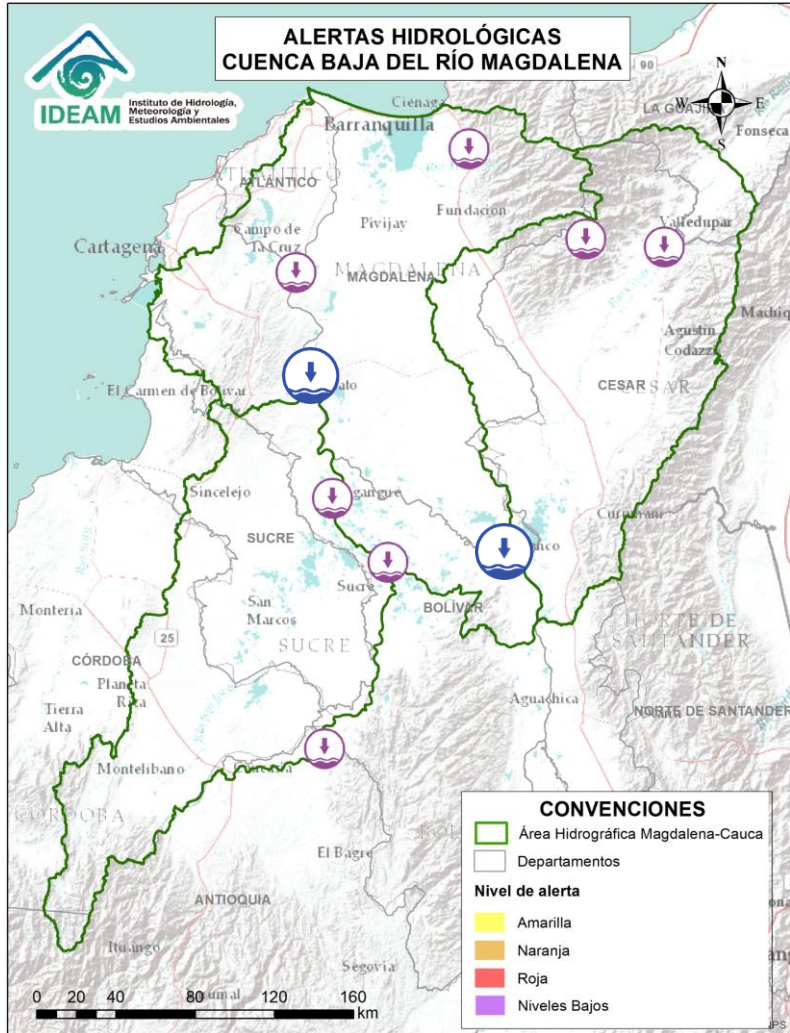 ALERTAS HIDROLÓGICAS
CUENCA BAJA DEL RÍO MAGDALENA
IDEAM
Instituto de Hidrología,
Meteorología y
Estudios Ambientales
N
W
E
S
90
LA GUAJIRA
Fonseca
Ciénaga
Barranquilla
ATLÁNTICO
ATLÁNTICO
Pivijay
Fundación
Valledupar
Cartagena
Campo de
la Cruz
MAGDALENA
MAGDALENA
Agustín
Codazzi
El Carmen de Bolívar
CESAR
CESAR
Sincelejo
Curumaní
SUCRE
Sucre
BOLÍVAR
San
Marcos
SUCRE
Montería
25
CÓRDOBA
Planeta
Rica
Tierra
Alta
NORTE DE
SANTANDER
Aguachica
NORTE DE SANTANDER
Montelíbano
CÓRDOBA
El Bagre
ANTIOQUIA
Ituango
Segovia
CONVENCIONES
Área Hidrográfica Magdalena-Cauca
Departamentos
Nivel de alerta
Amarilla
Naranja
Roja
Niveles Bajos
0 20 40 80 120 160
km